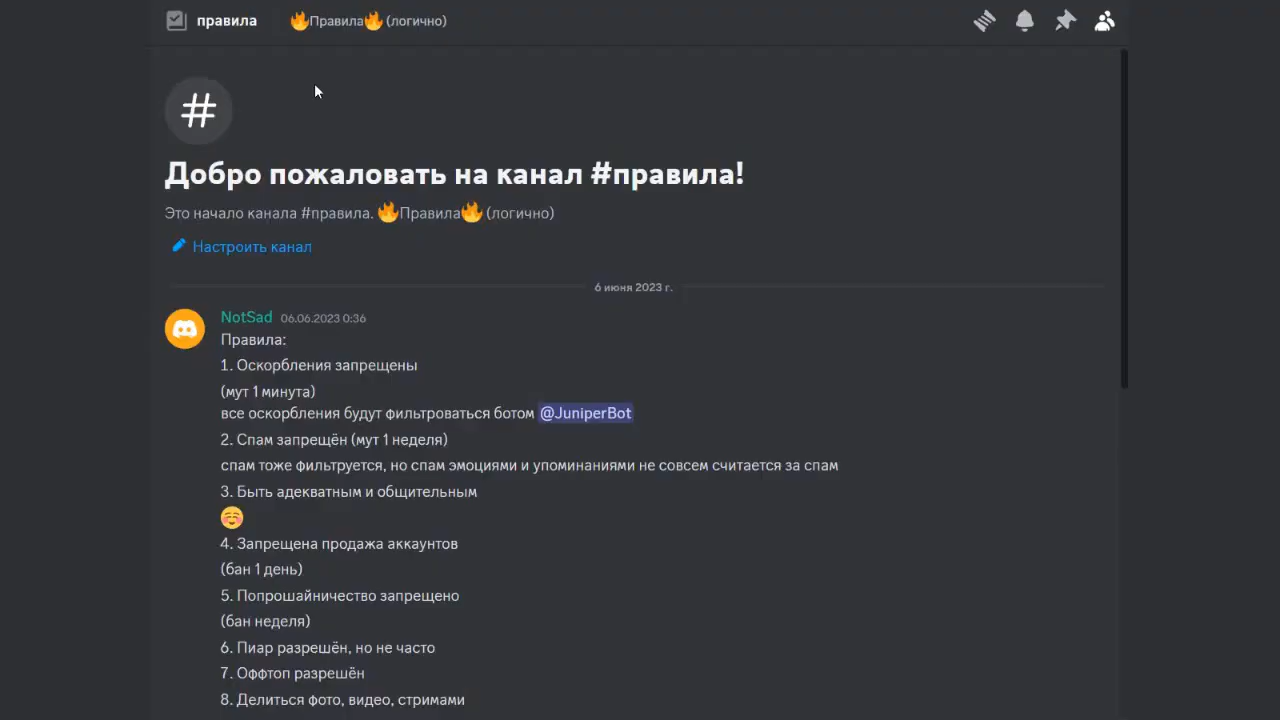 правила 🔥Правила🔥(логично)
#
Добро пожаловать на канал #правила!
Это начало канала #правила. 🔥Правила🔥(логично)
Настроить канал
6 июня 2023 г.
NotSad 06.06.2023 0:36
Правила:
1. Оскорбления запрещены
(мут 1 минута)
все оскорбления будут фильтроваться ботом @JuniperBot
2. Спам запрещён (мут 1 неделя)
спам тоже фильтруется, но спам эмоциями и упоминаниями не совсем считается за спам
3. Быть адекватным и общительным
☺️
4. Запрещена продажа аккаунтов
(бан 1 день)
5. Попрошайничество запрещено
(бан неделя)
6. Пиар разрешён, но не часто
7. Оффтоп разрешён
8. Делиться фото, видео, стримами